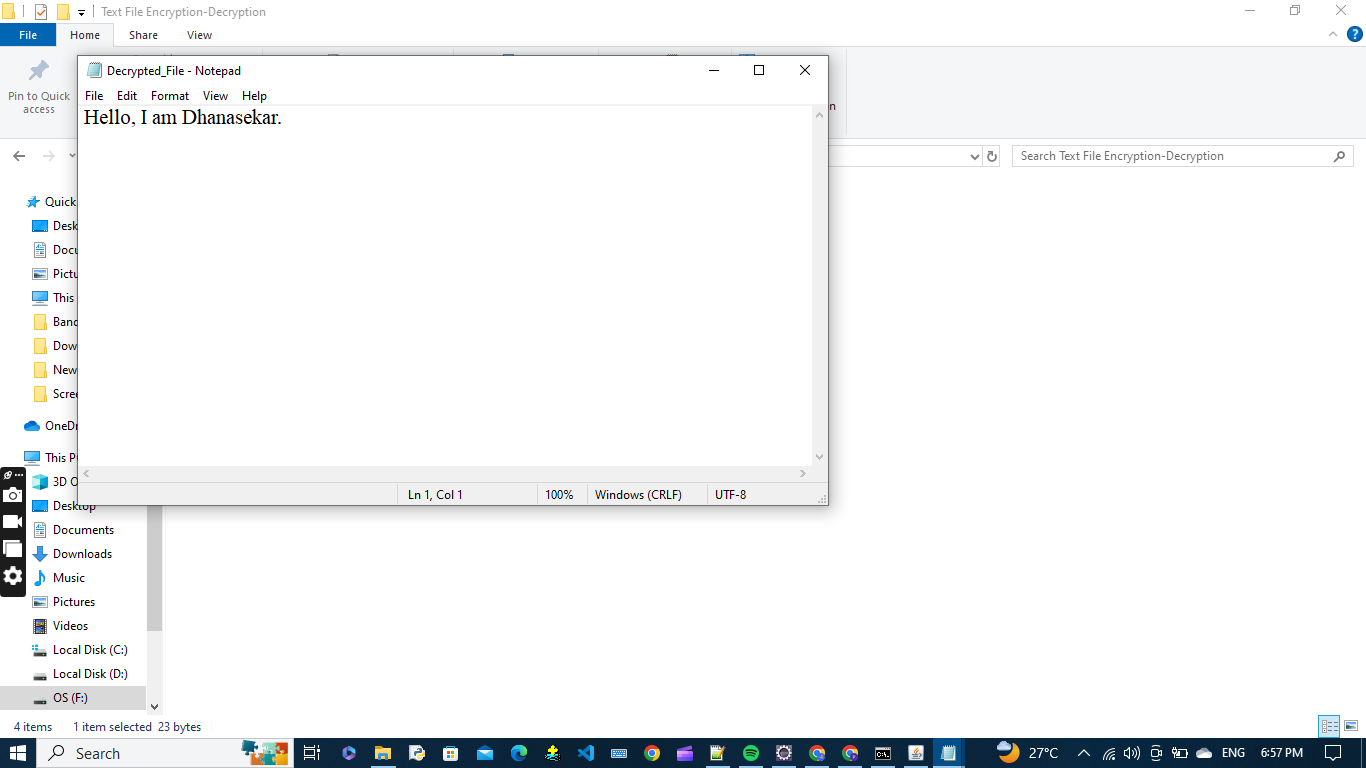 Text File Encryption-Decryption
File Home Share View
Pin to Quick
access
Decrypted_File - Notepad
File Edit Format View Help
Hello, I am Dhanasekar.
Ln 1, Col 1 100% Windows (CRLF) UTF-8
Search Text File Encryption-Decryption
Quick
Desk
Docu
Pictu
This
Band
Dow
New
Scree
OneDr
This P
3D O
Desktop
Documents
Downloads
Music
Pictures
Videos
Local Disk (C:)
Local Disk (D:)
OS (F:)
4 items 1 item selected 23 bytes
Search
27°C ENG 6:57 PM